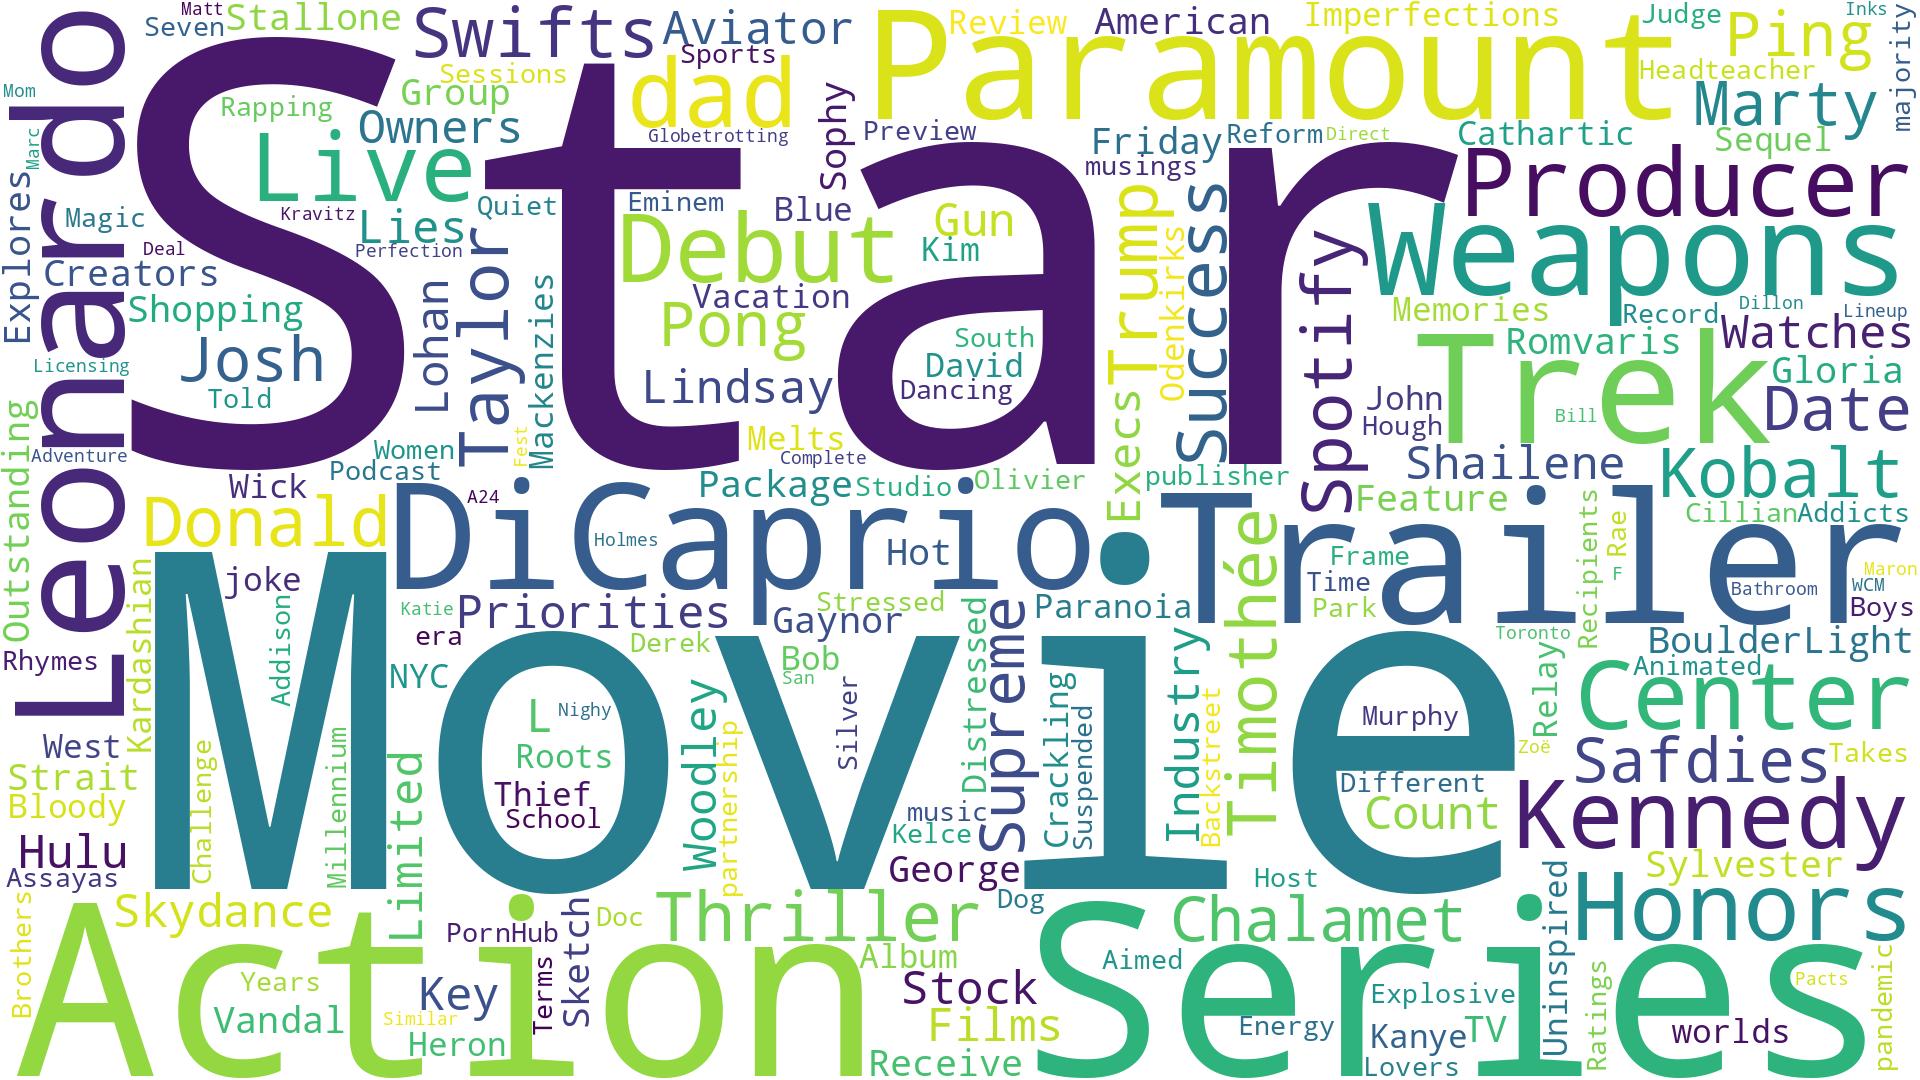 Matt
Seven
Stallone
Swifts
Aviator
Sports
Review
American
Imperfections
Judge
Ping
Inks
majority
Mom
Leonardo
Marc
Sessions
Group
dad
Paramount
Headteacher
Rapping
Owners
Globetrotting
Sophy
Preview
Friday
Reform
Direct
Cathartic
Marty
Sequel
Live
musings
Star
Producer
Explores
Magic
Kravitz
Lies
Quiet
Eminem
Blue
Gun
Kim
Trump
Odenkirks
Success
Spotify
Weapons
Deal
Perfection
Debut
Creators
Taylor
Lohan
Mackenzies
Vacation
Pong
Shopping
Memories
Record
Dillon
Lineup
South
David
Dancing
Trek
Romvaris
Watches
Gloria
Licensing
Josh
Told
Lindsay
John
Hough
Bill
Date
Outstanding
Adventure
Women
Podcast
Fest
Melts
Complete
Execs
Shailene
Kobalt
Wick
A24
Package
Studio
Olivier
publisher
Feature
Cillian
Addicts
Donald
DiCaprio
Holmes
Hot
Trailer
Timothée
Frame
Time
Park
Recipients
Rae
F
Maron
WCM
Bathroom
Boys
Kardashian
joke
Addison
Movie
Katie
Priorities
Stressed
Gaynor
Paranoia
Distressed
Supreme
Toronto
BoulderLight
Rhymes
era
Derek
Bob
San
NYC
Industry
Relay
Animated
Center
Woodley
Silver
Crackling
Suspended
Backstreet
L
Nighy
Murphy
West
Roots
partnership
Zoë
Safdies
Takes
Strait
Challenge
Millennium
Limited
Thief
School
Different
Count
Bloody
music
Kelce
Kennedy
Hulu
Assayas
George
Host
Sylvester
Brothers
Skydance
Dog
Honors
PornHub
Sketch
Doc
Thriller
Chalamet
Uninspired
Action
Album
Aimed
Series
Ratings
pandemic
Years
Key
Terms
Stock
Explosive
Pacts
Vandal
Similar
Films
Energy
Kanye
TV
worlds
Heron
Receive
Lovers